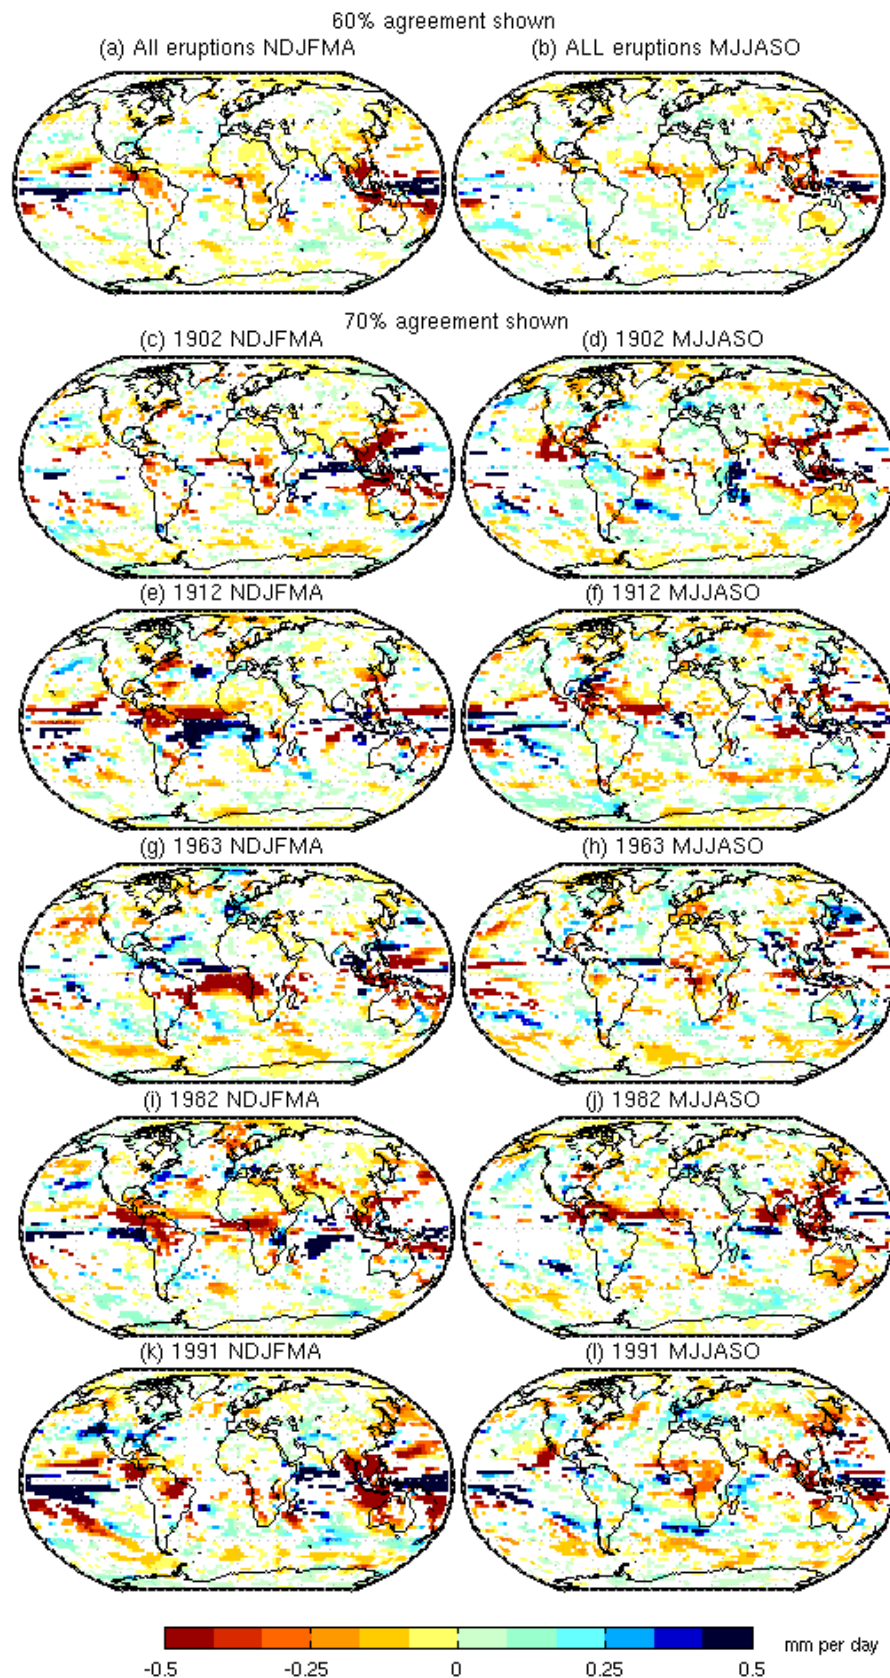 60% agreement shown
(a) All eruptions NDJFMA
(b) ALL eruptions MJJASO
70% agreement shown
(c) 1902 NDJFMA
(d) 1902 MJJASO
(e) 1912 NDJFMA
(f) 1912 MJJASO
(g) 1963 NDJFMA
(h) 1963 MJJASO
(i) 1982 NDJFMA
(j) 1982 MJJASO
(k) 1991 NDJFMA
(l) 1991 MJJASO
-0.5 -0.25 0 0.25 0.5 mm per day